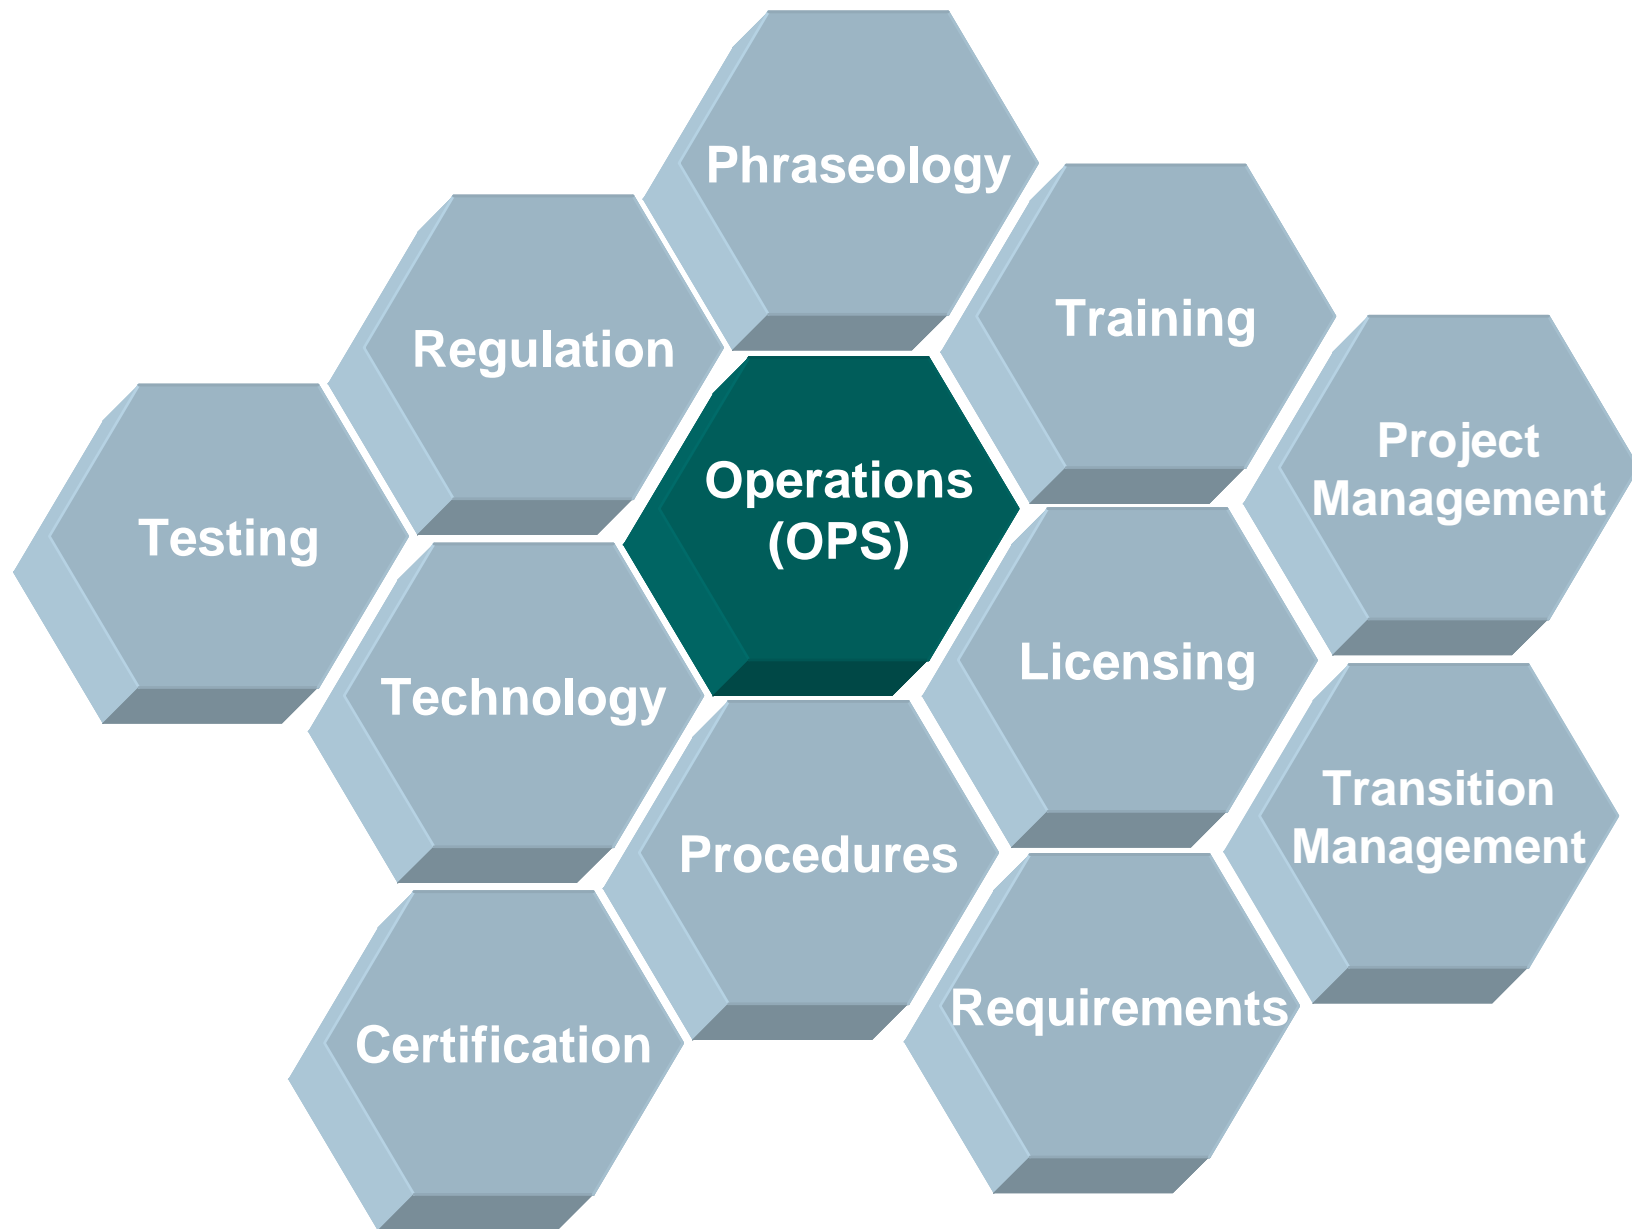 Phraseology
Training
Regulation
Project
Management
Operations
(OPS)
Testing
Licensing
Technology
Transition
Management
Procedures
Requirements
Certification